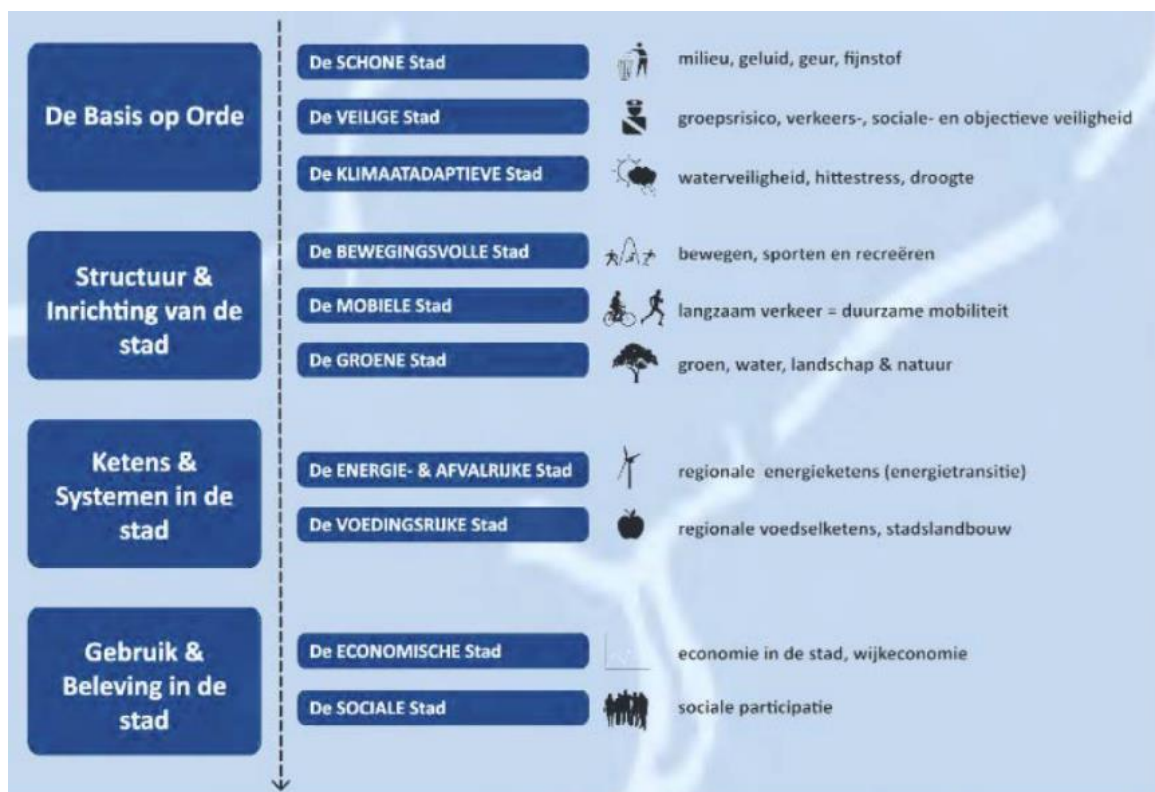 De Basis op Orde
De SCHONE Stad
milieu, geluid, geur, fijnstof
De VEILIGE Stad
groepsrisico, verkeers-, sociale- en objectieve veiligheid
De KLIMAATADAPTIEVE Stad
waterveiligheid, hittestress, droogte
Structuur &
Inrichting van de
stad
De BEWEGINGSVOLLE Stad
bewegen, sporten en recreëren
De MOBIELE Stad
langzaam verkeer = duurzame mobiliteit
De GROENE Stad
groen, water, landschap & natuur
Ketens &
Systemen in de
stad
De ENERGIE- & AFVALRIJKE Stad
regionale energieketens (energietransitie)
De VOEDINGSRIJKE Stad
regionale voedselketens, stadslandbouw
Gebruik &
Beleving in de
stad
De ECONOMISCHE Stad
economie in de stad, wijkeconomie
De SOCIALE Stad
sociale participatie